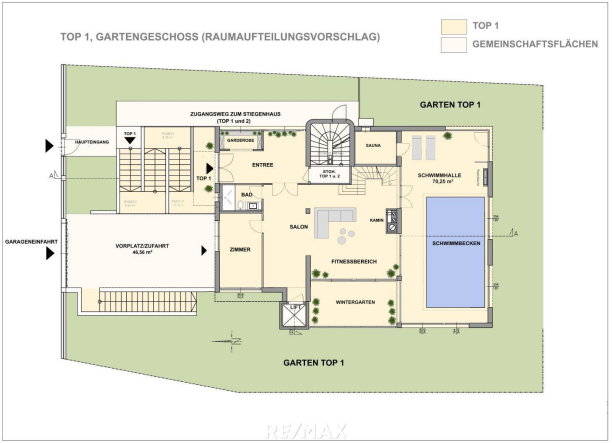 TOP 1, GARTENGESCHOSS (RAUMAUFTEILUNGSVORSCHLAG)
TOP 1
GEMEINSCHAFTSFLÄCHEN
GARTEN TOP 1
ZUGANGSWEG ZUM STIEGENHAUS
(TOP 1 und 2)
HAUPTEINGANG
TOP 1
GARDEROBE
ENTREE
SAUNA
STGH.
TOP 1 u. 2
SCHWIMMHALLE
70,25 m²
A
TOP 1
BAD
GARAGENEINFAHRT
VORPLATZ/ZUFAHRT
46,56 m²
ZIMMER
SALON
KAMIN
SCHWIMMBECKEN
A
FITNESSBEREICH
WINTERGARTEN
LIFT
B
N
GARTEN TOP 1
RE/MAX